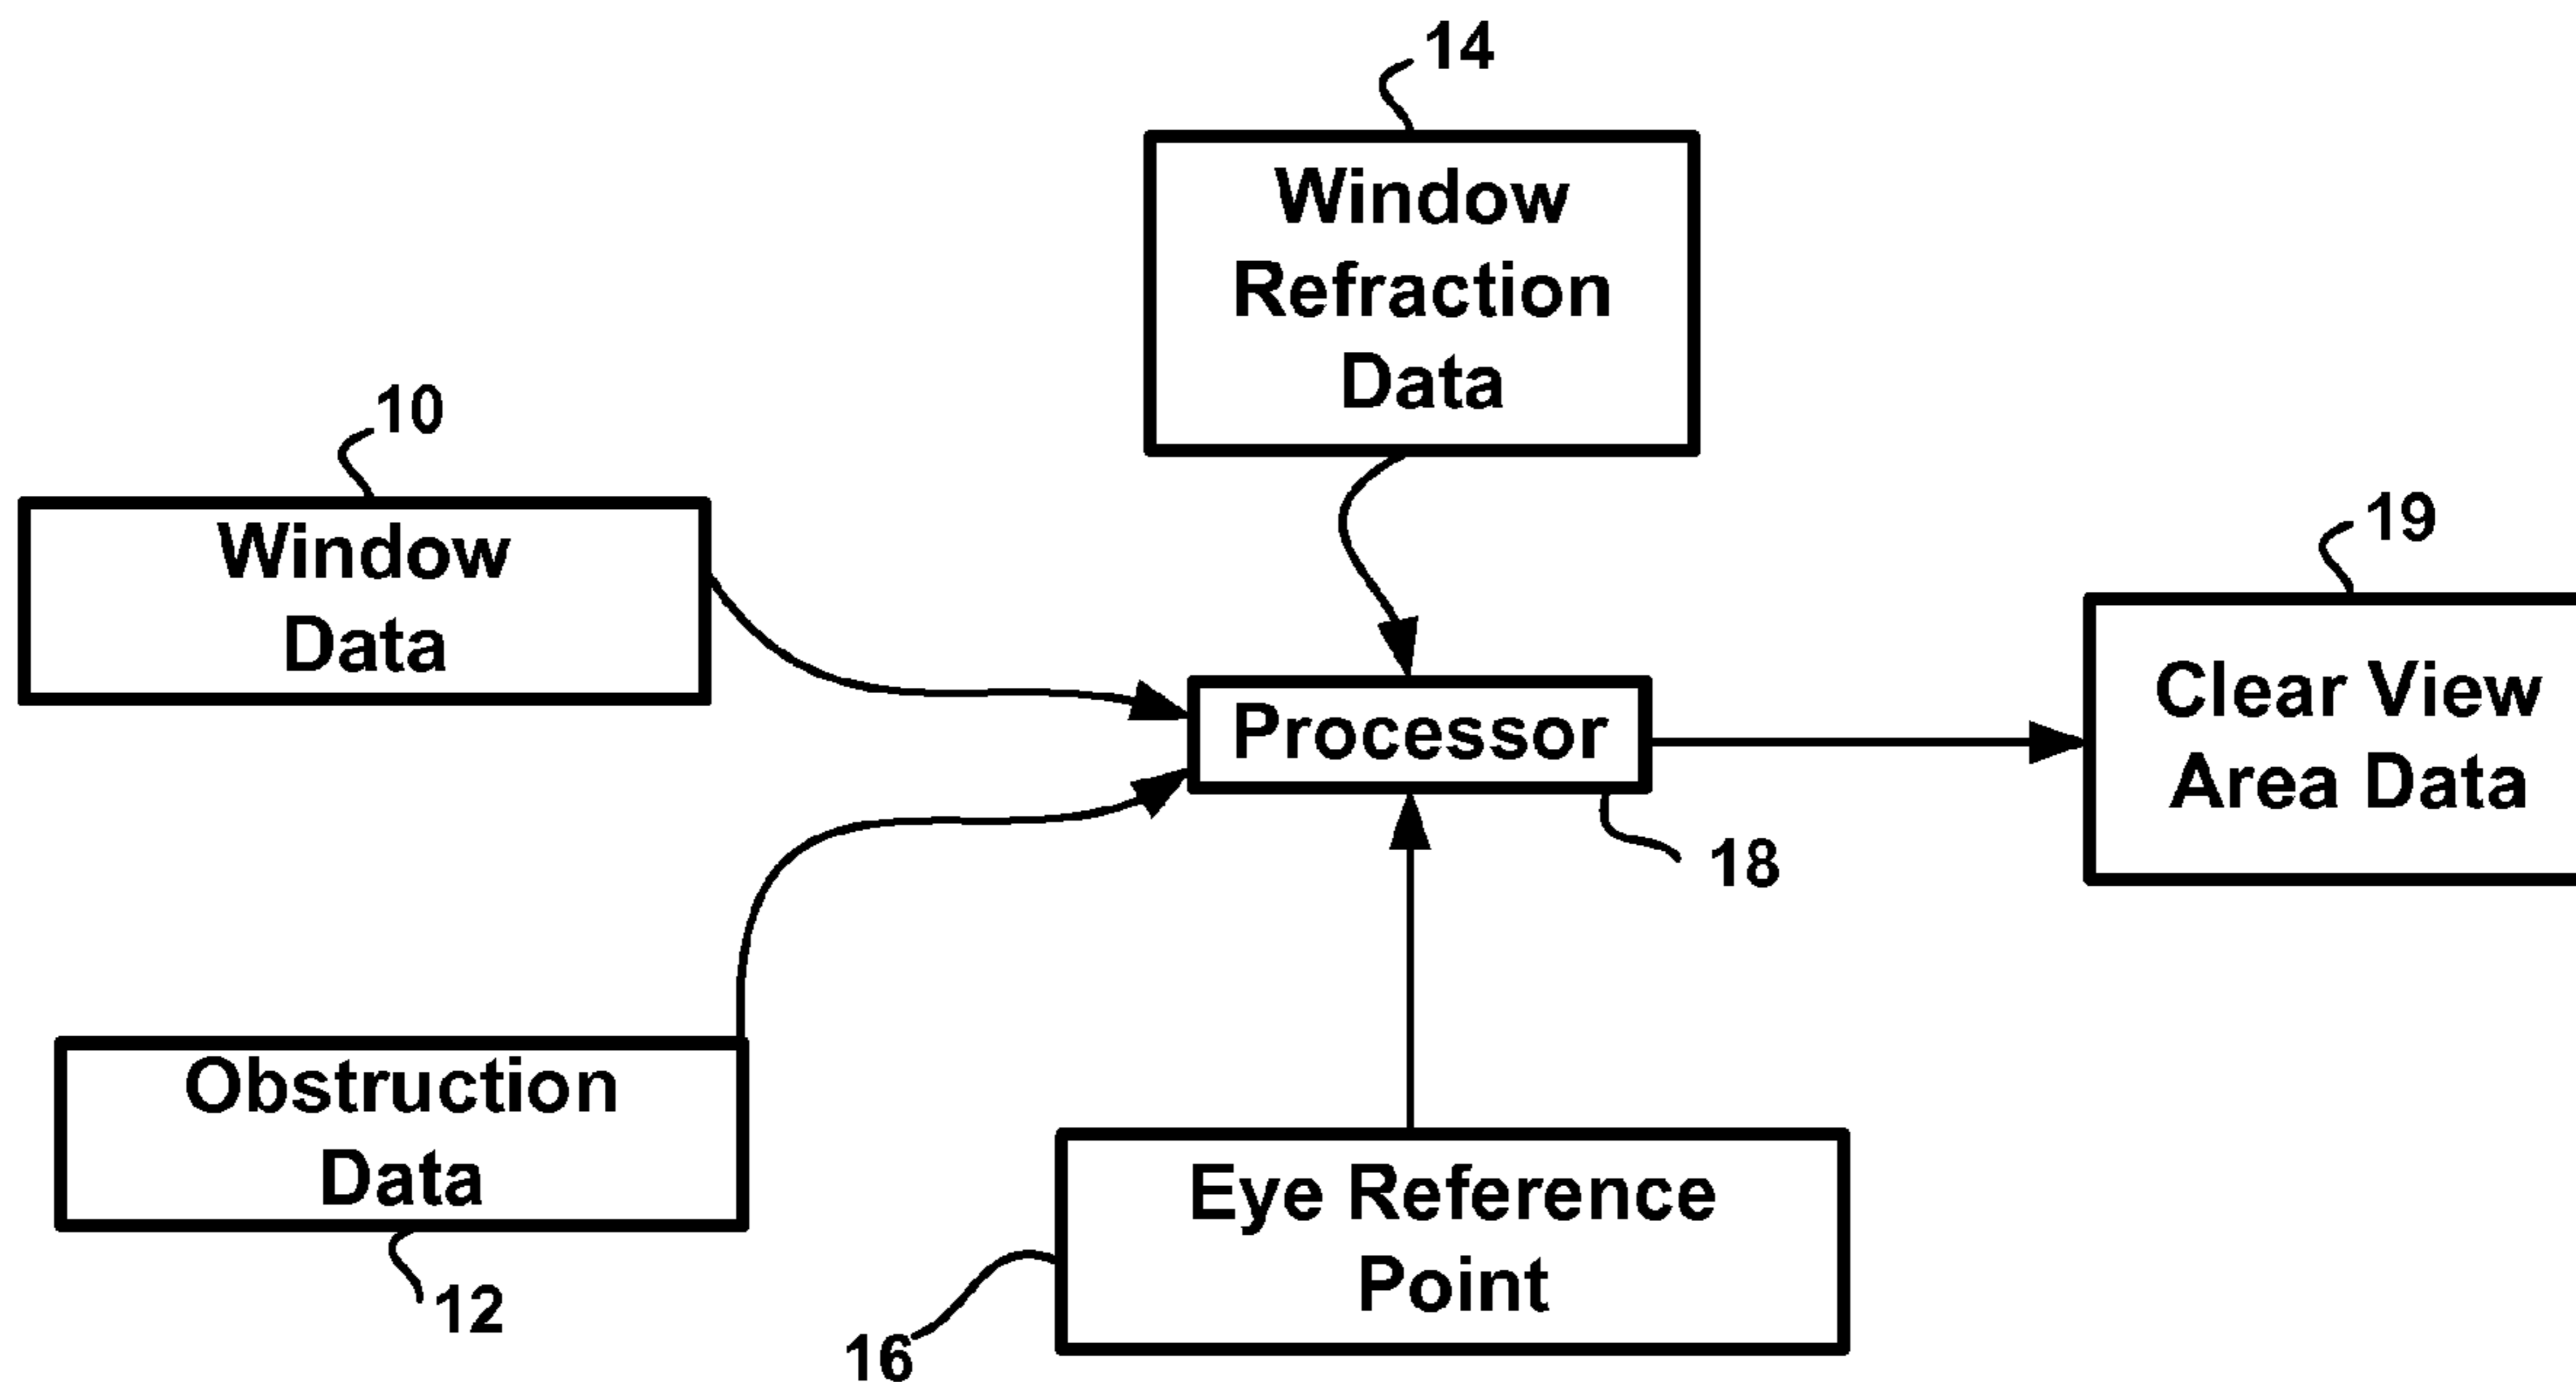 14
Window
Refraction
Data
10
Window
Data
19
Clear View
Area Data
Processor
18
Obstruction
Data
12
Eye Reference
Point
16